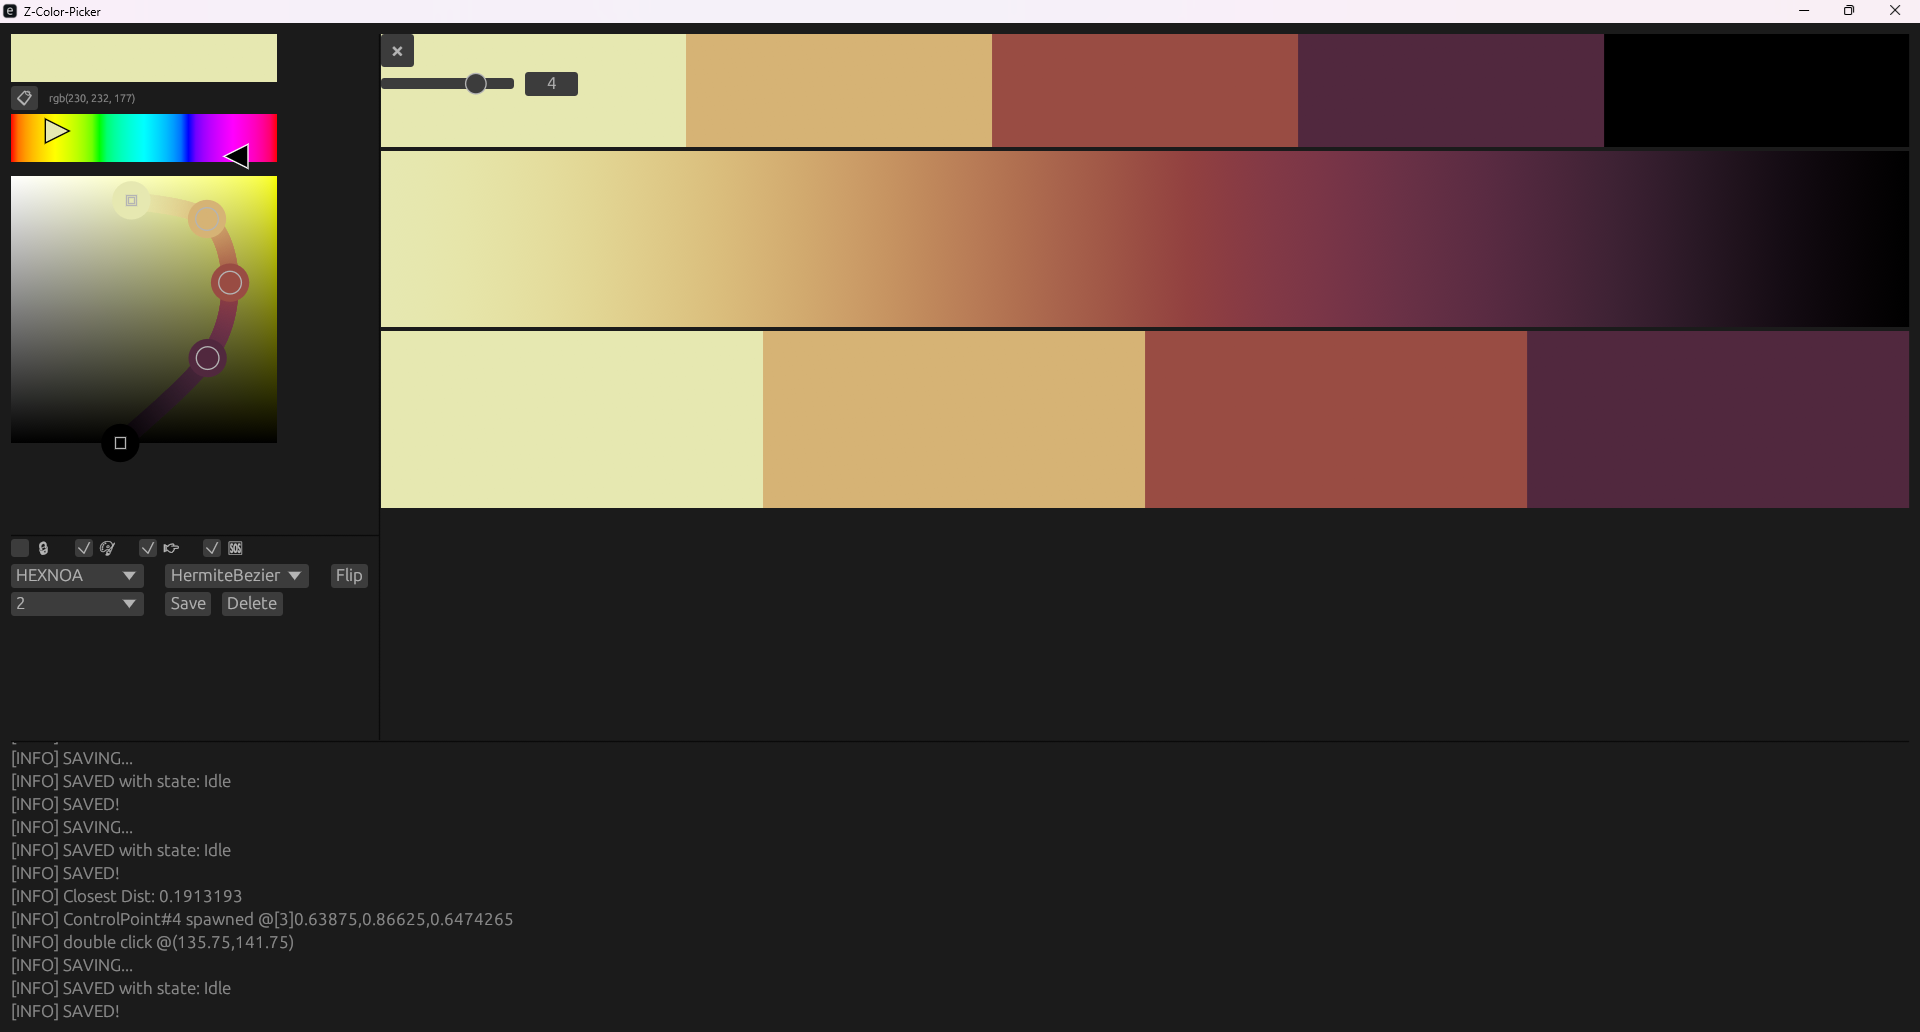 Z-Color-Picker
rgb(230, 232, 177)
4
SOS
HEXNOA
HermiteBezier
Flip
2
Save
Delete
[INFO] SAVING...
[INFO] SAVED with state: Idle
[INFO] SAVED!
[INFO] SAVING...
[INFO] SAVED with state: Idle
[INFO] SAVED!
[INFO] Closest Dist: 0.1913193
[INFO] ControlPoint#4 spawned @[3]0.63875,0.86625,0.6474265
[INFO] double click @(135.75,141.75)
[INFO] SAVING...
[INFO] SAVED with state: Idle
[INFO] SAVED!